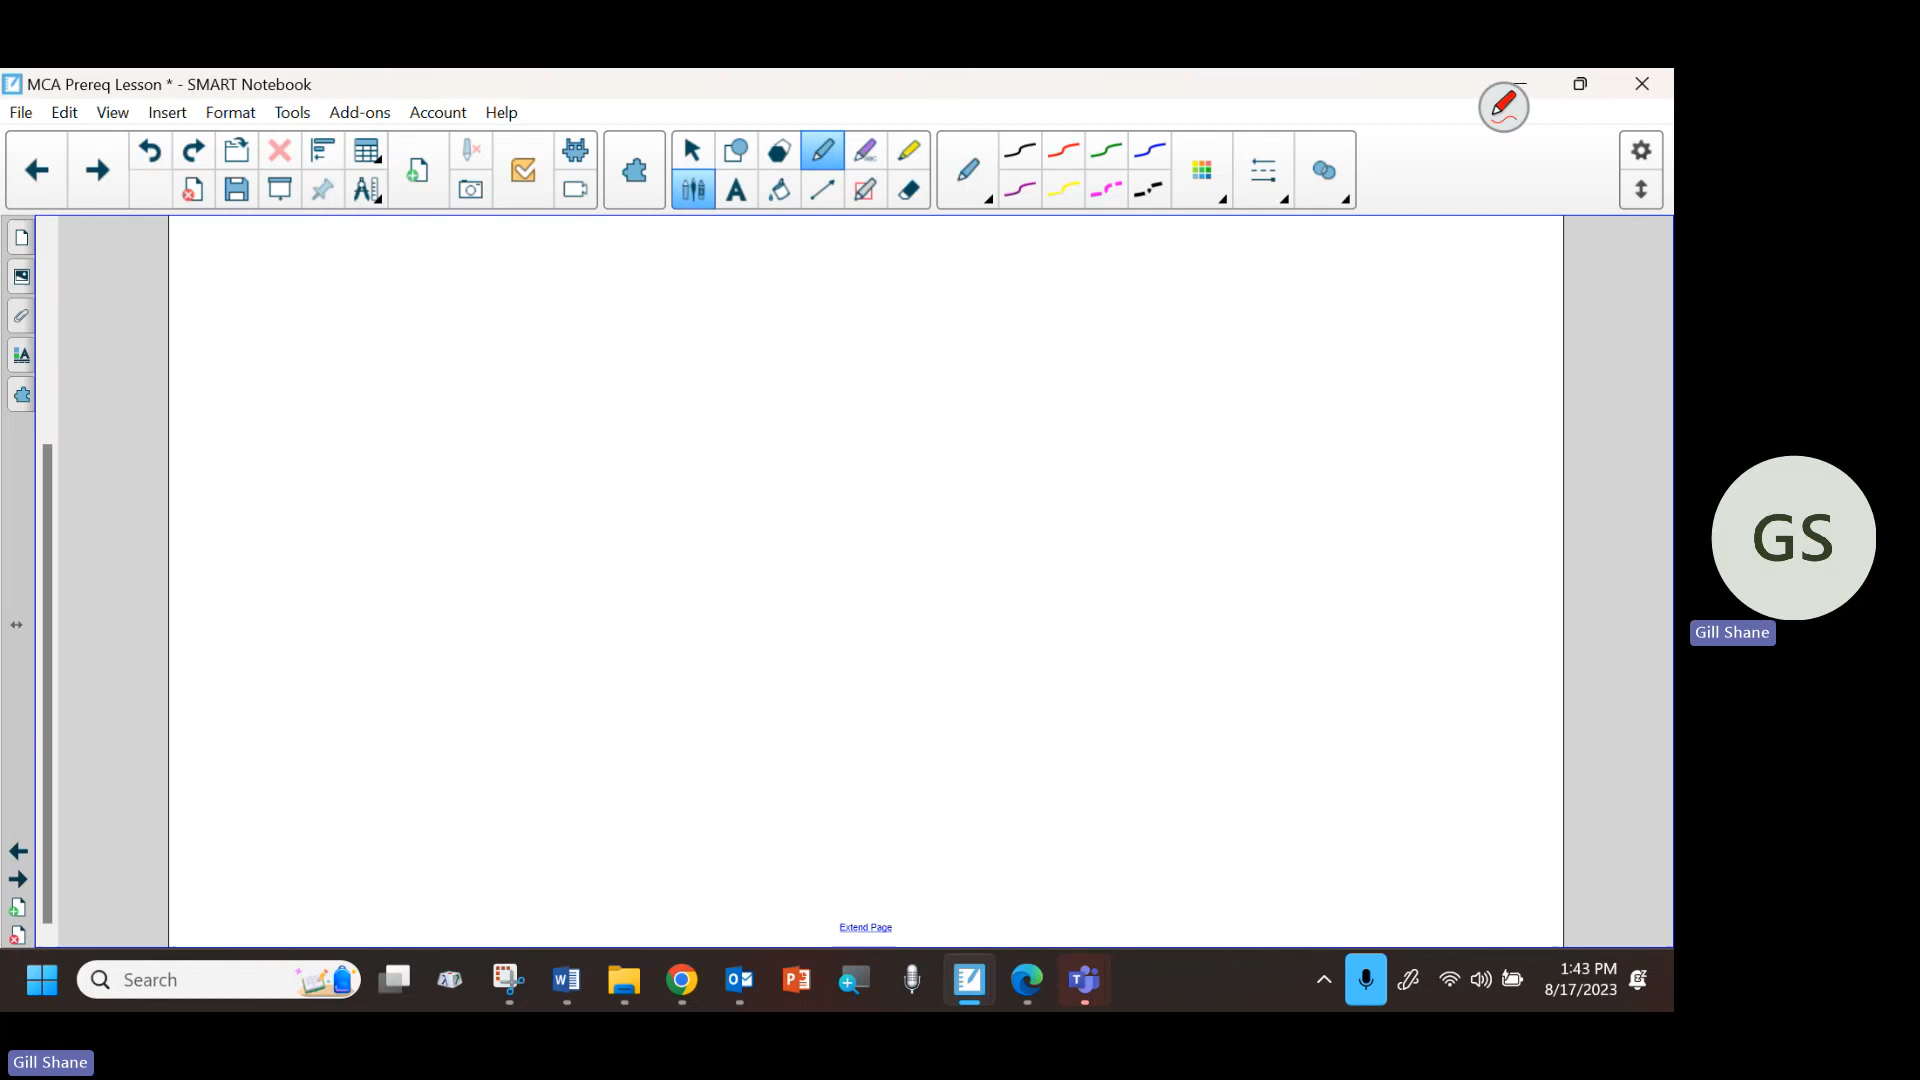 MCA Prereq Lesson * - SMART Notebook
File Edit View Insert Format Tools Add-ons Account Help
GS
Gill Shane
Extend Page
Search
1:43 PM
8/17/2023
Gill Shane